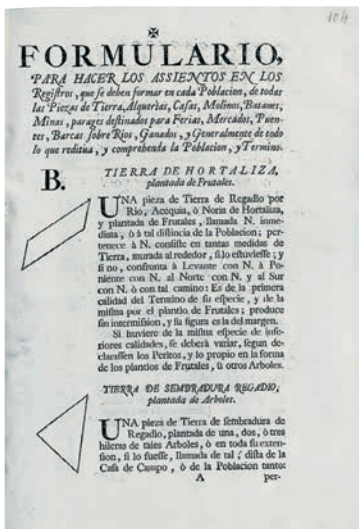 104
✠
FORMULARIO,
PARA HACER LOS ASSIENTOS EN LOS
Registros, que se deben formar en cada Poblacion, de todas
las Piezas de Tierra, Alquerìas, Casas, Molinos, Batanes,
Minas, parages destinados para Ferias, Mercados, Puen-
tes, Barcas sobre Rios, Ganados, y Generalmente de todo
lo que reditùa, y comprehenda la Poblacion, y Termino.
B.
TIERRA DE HORTALIZA,
plantada de Frutales.
UNA pieza de Tierra de Regadio por
Rio, Acequia, ò Noria de Hortaliza,
y plantada de Frutales, llamada N. inme-
diata, ò à tal distincia de la Poblacion; per-
tenece à N. consiste en tantas medidas de
Tierra, murada al rededor, si lo estuviesse; y
si no, confronta à Levante con N. à Po-
niente con N. al Norte con N. y al Sur
con N. ò con tal camino: Es de la primera
calidad del Termino de su especie, y de la
misma por el plantio de Frutales; produce
sin intermission, y su figura es la del margen.
Si huviere de la misma especie de infe-
riores calidades, se deberà variar, segun de-
clarassen los Peritos, y lo propio en la forma
de los plantios de Frutales, ù otros Arboles.
TIERRA DE SEMBRADURA REGADIO,
plantada de Arboles.
UNA pieza de Tierra de sembradura de
Regadio, plantada de una, dos, ò tres
hileras de tales Arboles, ò en toda su exten-
sion, si lo fuesse, llamada de tal; dista de la
Casa de Campo, ò de la Poblacion tanto:
A
per-